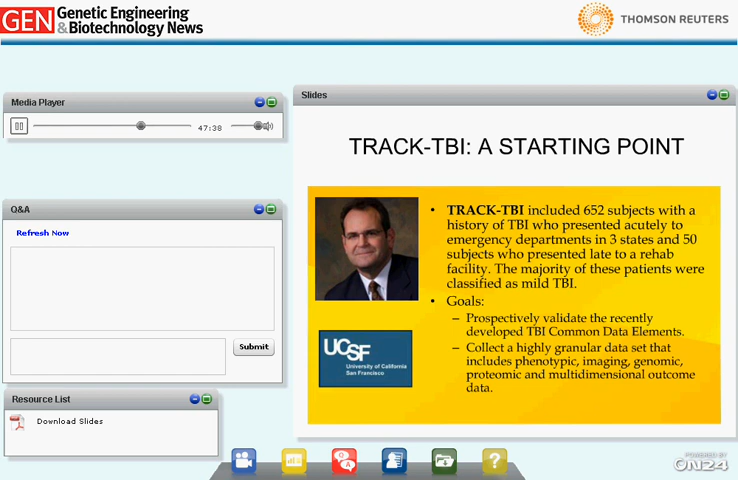 GEN Genetic Engineering
& Biotechnology News
THOMSON REUTERS
Media Player
47:38
Q&A
Refresh Now
Submit
Resource List
Download Slides
Slides
TRACK-TBI: A STARTING POINT
• TRACK-TBI included 652 subjects with a
history of TBI who presented acutely to
emergency departments in 3 states and 50
subjects who presented late to a rehab
facility. The majority of these patients were
classified as mild TBI.
• Goals:
– Prospectively validate the recently
developed TBI Common Data Elements.
– Collect a highly granular data set that
includes phenotypic, imaging, genomic,
proteomic and multidimensional outcome
data.
UCSF
University of California
San Francisco
Q
A
?
POWERED BY
ON24